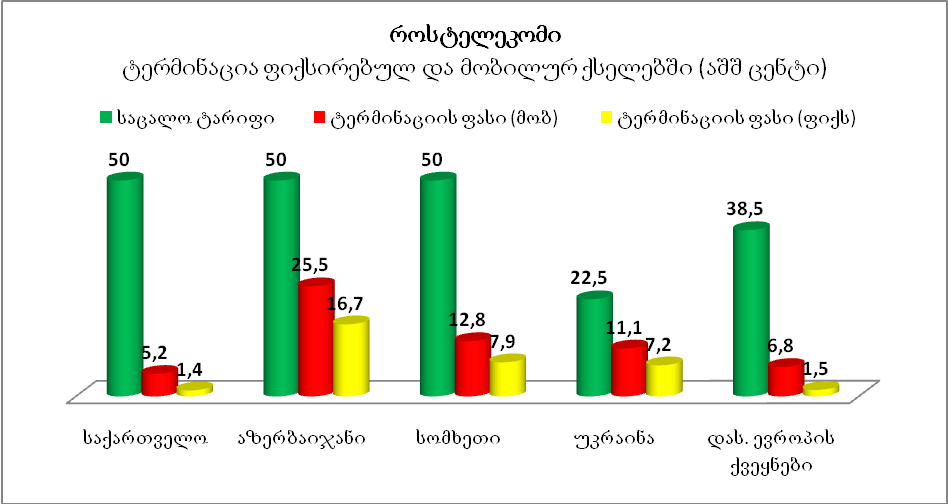 როსტელეკომი
ტერმინაცია ფიქსირებულ და მობილურ ქსელებში (აშშ ცენტი)
საცალო ტარიფი ტერმინაციის ფასი (მობ) ტერმინაციის ფასი (ფიქს)
50 50 50
38,5
25,5
22,5
16,7
12,8
11,1
7,9
7,2
6,8
5,2
1,4
1,5
საქართველო აზერბაიჯანი სომხეთი უკრაინა დას. ევროპის
ქვეყნები